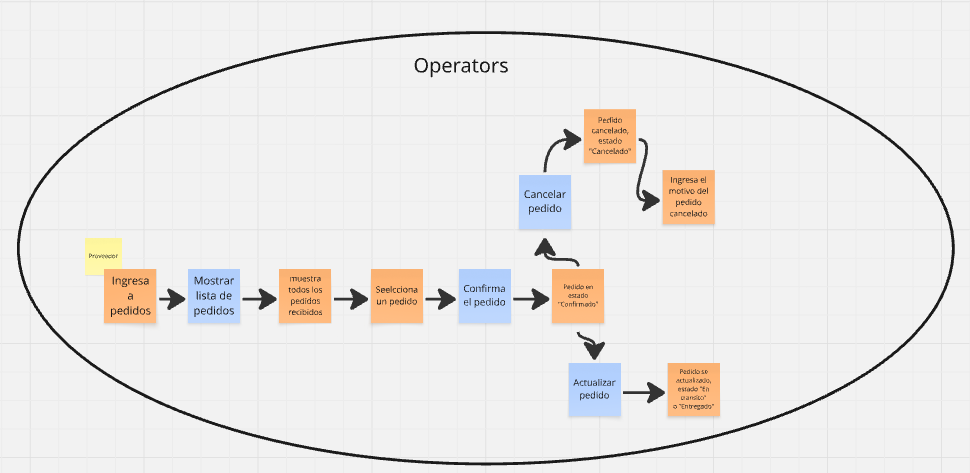 Operators
Pedido
cancelado,
estado
"Cancelado"
Ingresa el
motivo del
pedido
cancelado
Cancelar
pedido
Proveedor
Ingresa
a
pedidos
Mostrar
lista de
pedidos
muestra
todos los
pedidos
recibidos
Seelcciona
un pedido
Confirma
el pedido
Pedido en
estado
"Confirmado"
Actualizar
pedido
Pedido se
actualizado,
estado "En
transito"
o "Entregado"